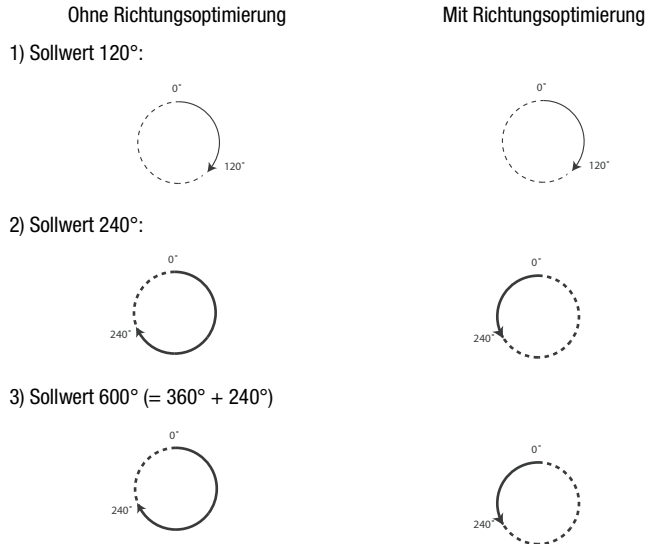 Ohne Richtungsoptimierung
Mit Richtungsoptimierung
1) Sollwert 120°:
0°
120°
0°
120°
2) Sollwert 240°:
0°
240°
0°
240°
3) Sollwert 600° (= 360° + 240°)
0°
240°
0°
240°